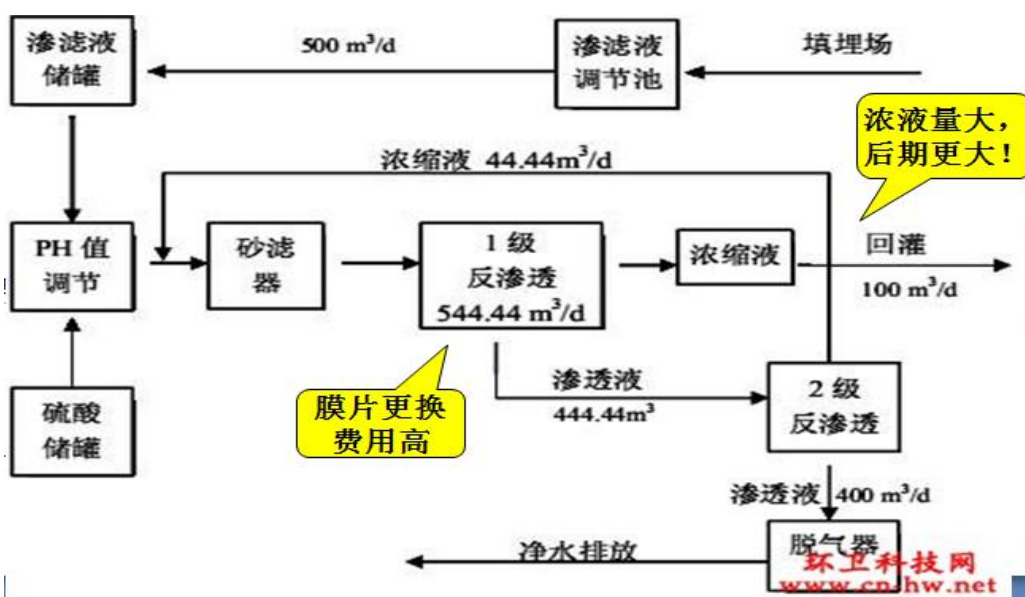 渗滤液
储罐
500 m³/d
渗滤液
调节池
填埋场
浓液量大，
后期更大！
浓缩液 44.44m³/d
PH 值
调节
砂滤
器
1 级
反渗透
544.44 m³/d
浓缩液
回灌
100 m³/d
膜片更换
费用高
渗透液
444.44m³
2 级
反渗透
硫酸
储罐
渗透液 400 m³/d
脱气器
净水排放
环卫科技网
www.cn-hw.net